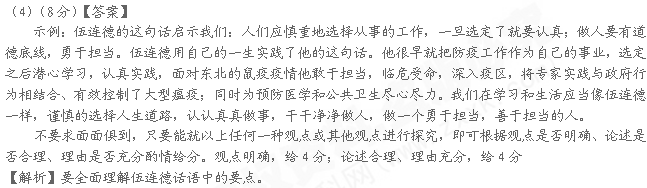 （4）（8分）【答案】
示例：伍连德的这句话启示我们：人们应慎重地选择从事的工作，一旦选定了就要认真；做人要有道
德底线，勇于担当。伍连德用自己的一生实践了他的这句话。他很早就把防疫工作作为自己的事业，选定
之后潜心学习，认真实践，面对东北的鼠疫疫情他敢于担当，临危受命，深入疫区，将专家实践与政府行
为相结合、有效控制了大型瘟疫；同时为预防医学和公共卫生尽心尽力。我们在学习和生活应当像伍连德
一样，谨慎的选择人生道路，认认真真做事，干干净净做人，做一个勇于担当，善于担当的人。
不要求面面俱到，只要能就以上任何一种观点或其他观点进行探究，即可根据观点是否明确、论述是
否合理、理由是否充分酌情给分。观点明确，给4分；论述合理、理由充分，给4分
【解析】要全面理解伍连德话语中的要点。